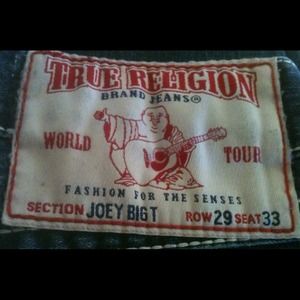 TRUE RELIGION
BRAND JEANS®
WORLD TOUR
FASHION FOR THE SENSES
SECTION JOEY BIG T ROW 29 SEAT 33